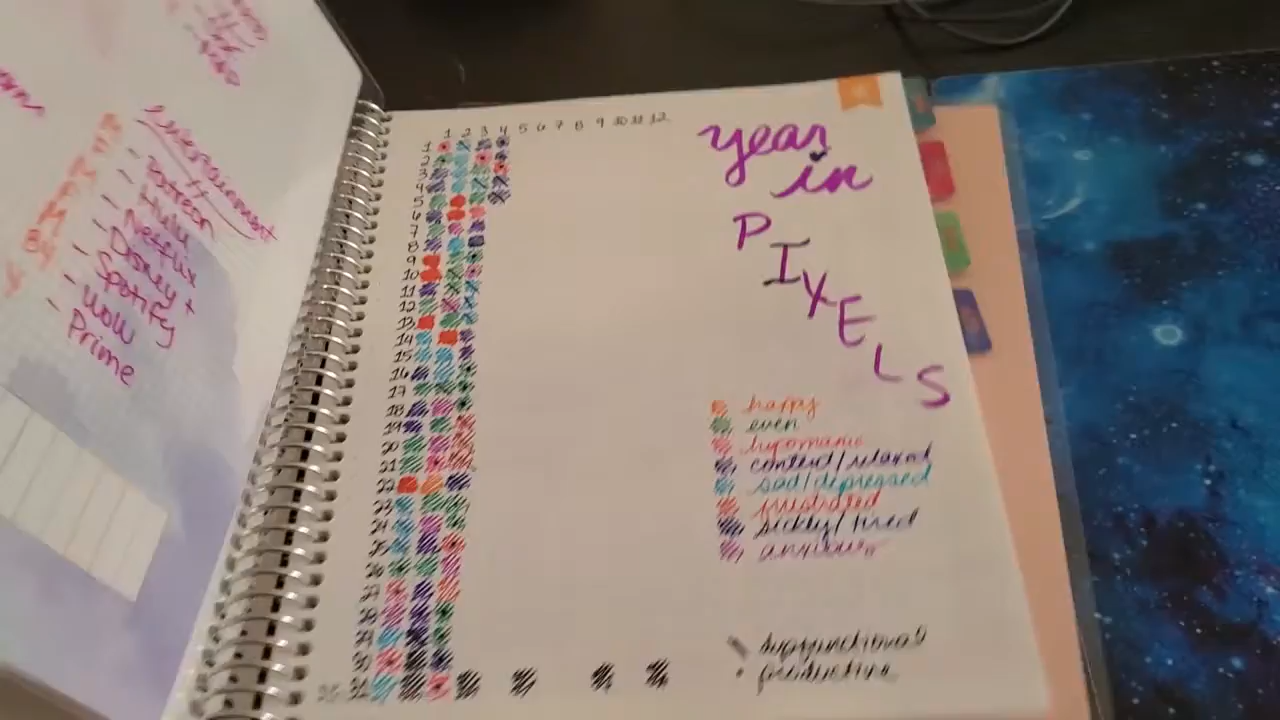 Entertainment
- Patreon
- Hulu
- Netflix
- Disney +
- Spotify
- WOW
- Prime
1 2 3 4 5 6 7 8 9 10 11 12
1
2
3
4
5
6
7
8
9
10
11
12
13
14
15
16
17
18
19
20
21
22
23
24
25
26
27
28
29
30
31
year
in
PIXELS
happy
even
hypomanic
content/relaxed
sad/depressed
frustrated
sickly/tired
anxious
productive